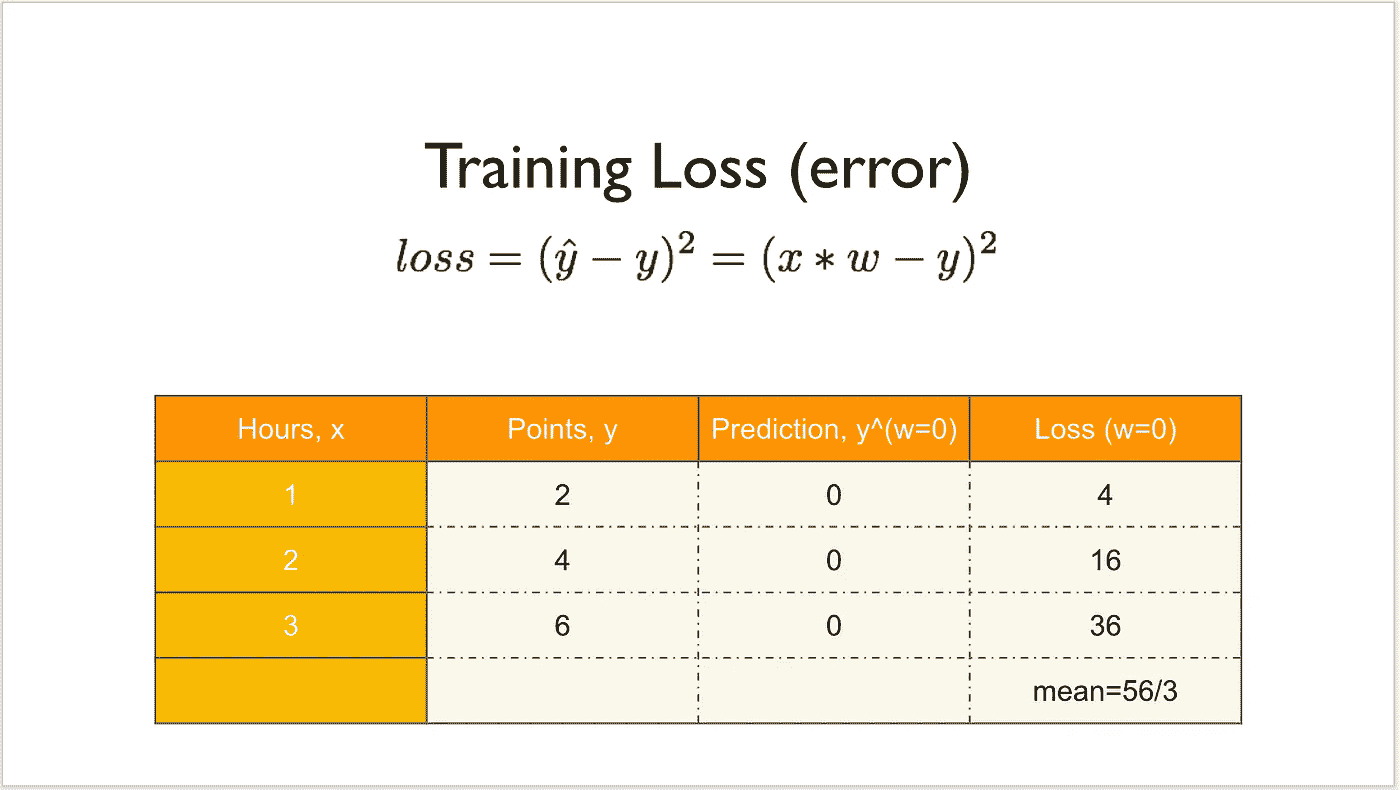 Training Loss (error)
loss = (ŷ − y)² = (x ∗ w − y)²
Hours, x Points, y Prediction, y^(w=0) Loss (w=0)
1 2 0 4
2 4 0 16
3 6 0 36
mean=56/3